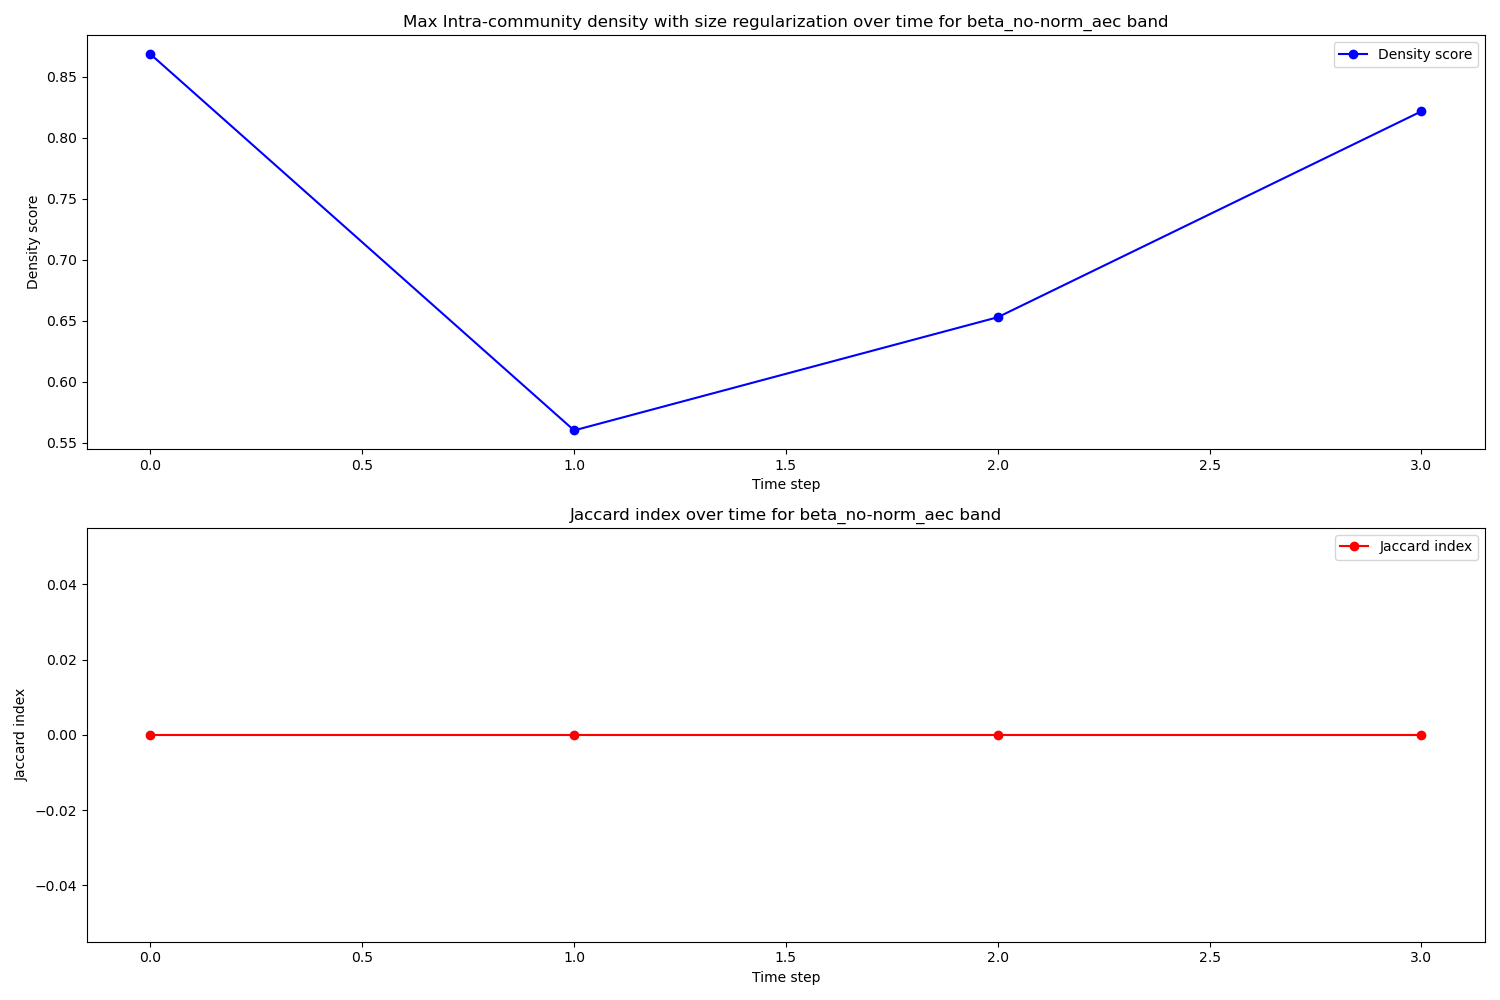 Max Intra-community density with size regularization over time for beta_no-norm_aec band
Density score
0.85
0.80
0.75
0.70
0.65
0.60
0.55
Density score
0.0 0.5 1.0 1.5 2.0 2.5 3.0
Time step
Jaccard index over time for beta_no-norm_aec band
Jaccard index
0.04
0.02
0.00
−0.02
−0.04
Jaccard index
0.0 0.5 1.0 1.5 2.0 2.5 3.0
Time step